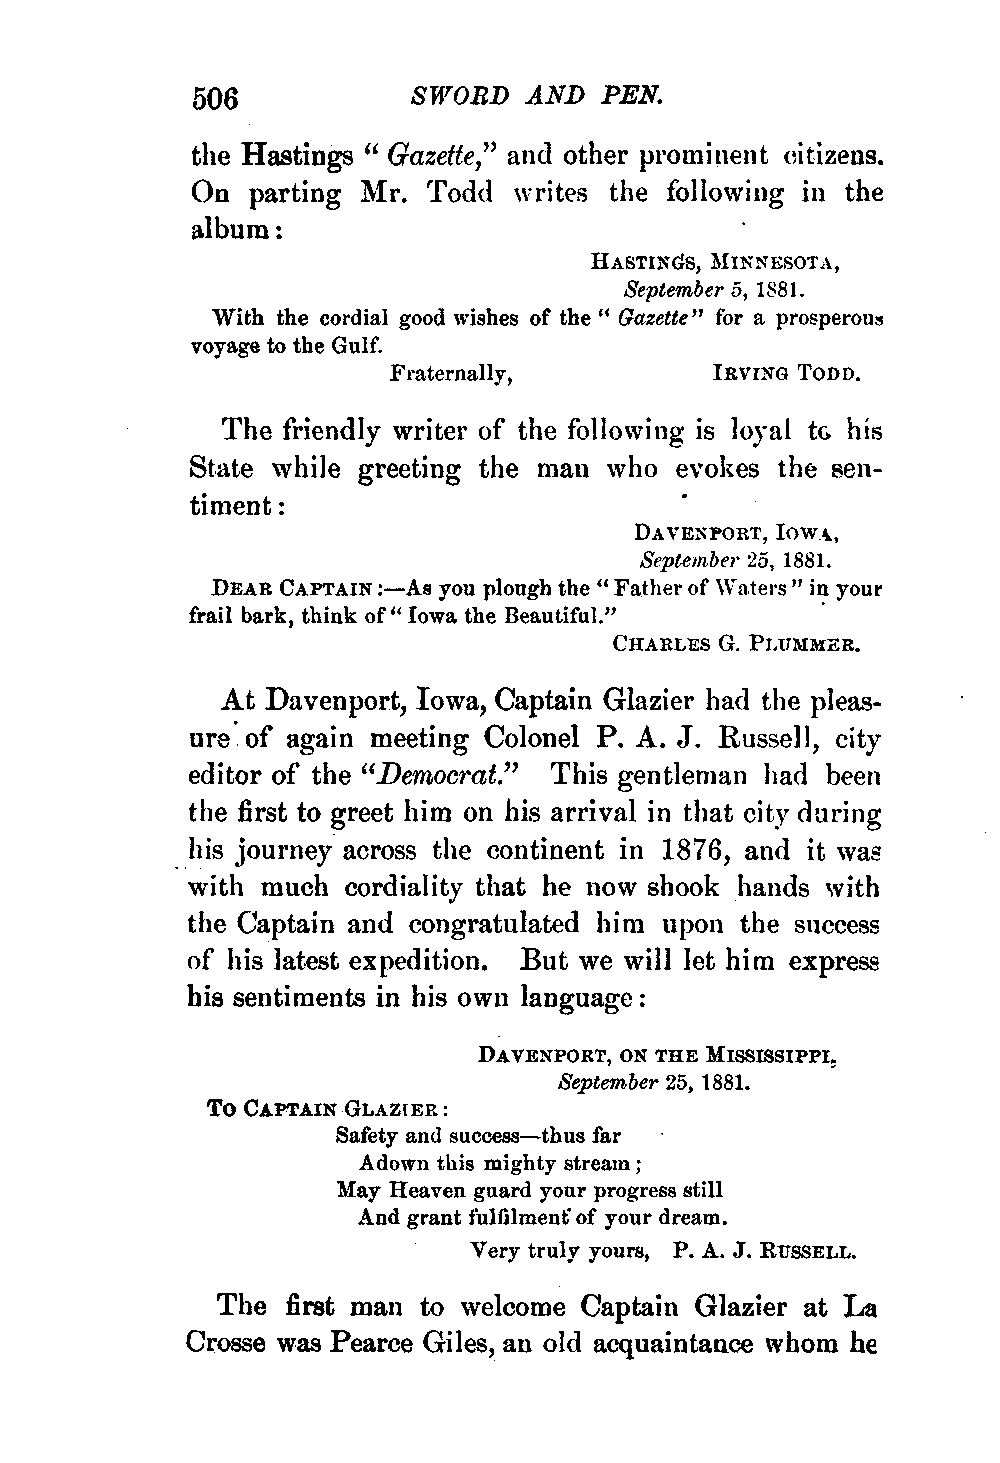 506 SWORD AND PEN.
the Hastings “Gazette,” and other prominent citizens.
On parting Mr. Todd writes the following in the
album:
HASTINGS, MINNESOTA,
September 5, 1881.
With the cordial good wishes of the “Gazette” for a prosperous
voyage to the Gulf.
Fraternally, IRVING TODD.
The friendly writer of the following is loyal to his
State while greeting the man who evokes the sen-
timent:
DAVENPORT, IOWA,
September 25, 1881.
DEAR CAPTAIN:—As you plough the “Father of Waters” in your
frail bark, think of “Iowa the Beautiful.”
CHARLES G. PLUMMER.
At Davenport, Iowa, Captain Glazier had the pleas-
ure of again meeting Colonel P. A. J. Russell, city
editor of the “Democrat.” This gentleman had been
the first to greet him on his arrival in that city during
his journey across the continent in 1876, and it was
with much cordiality that he now shook hands with
the Captain and congratulated him upon the success
of his latest expedition. But we will let him express
his sentiments in his own language:
DAVENPORT, ON THE MISSISSIPPI,
September 25, 1881.
TO CAPTAIN GLAZIER:
Safety and success—thus far
Adown this mighty stream;
May Heaven guard your progress still
And grant fulfilment of your dream.
Very truly yours, P. A. J. RUSSELL.
The first man to welcome Captain Glazier at La
Crosse was Pearce Giles, an old acquaintance whom he